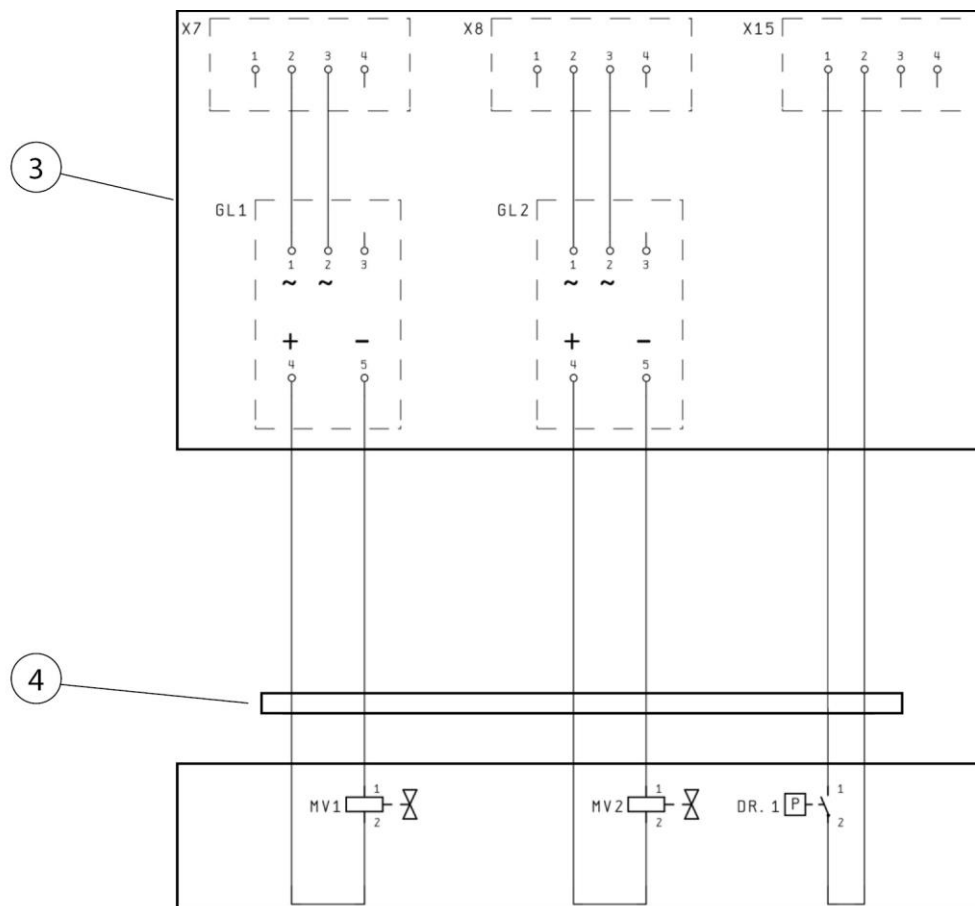 X7 X8 X15
1 2 3 4 1 2 3 4 1 2 3 4
3
GL1 GL2
1 2 3 1 2 3
~ ~ ~ ~
+ - + -
4 5 4 5
4
MV1 1 MV2 1 DR. 1 P 1
2 2 2